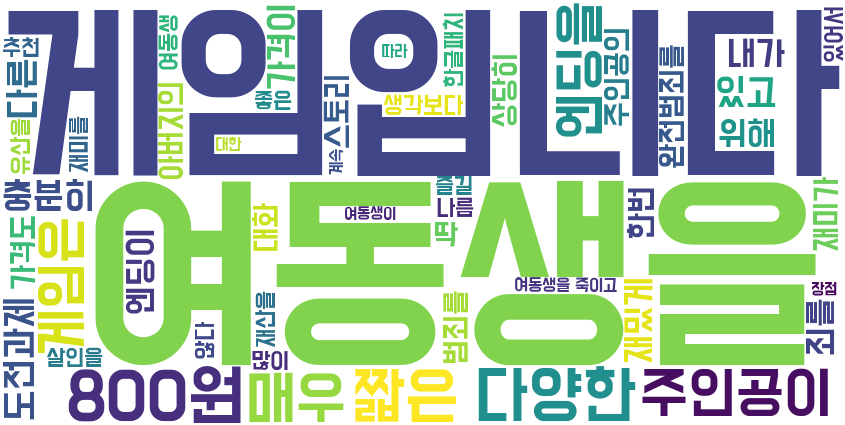 게임입니다
여동생을
추천
다른
유산을
재미를
여동생
아버지의
가격이
좋은
대한
스토리
계속
따라
생각보다
한글패치
상당히
엔딩을
주인공의
완전범죄를
내가
있고
위해
있어서
충분히
가격도
게임은
엔딩이
대화
여동생이
즐길
나름
딱
한번
재미가
도전과제
살인을
않다
재산을
많이
범죄를
여동생을 죽이고
재밌게
장점
죄를
800원
매우
짧은
다양한
주인공이